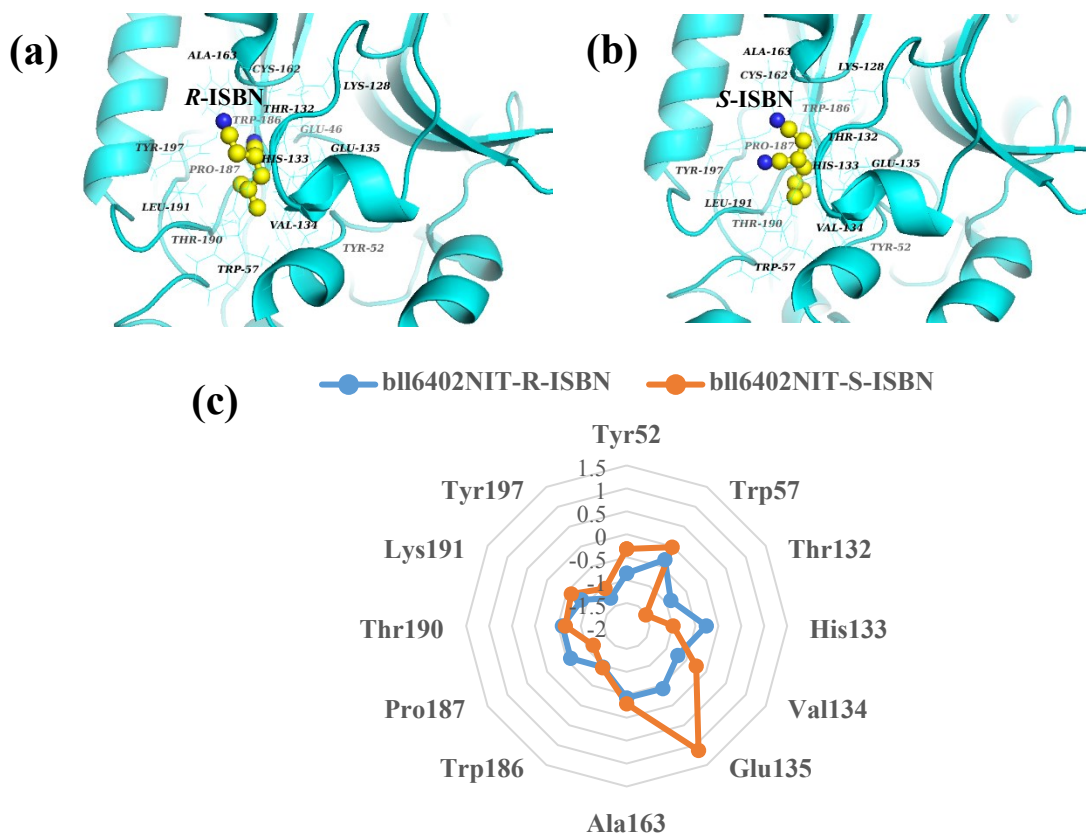 (a)
ALA-163
CYS-162
LYS-128
R-ISBN
THR-132
TRP-186
GLU-46
TYR-197
HIS-133
GLU-135
PRO-187
LEU-191
VAL-134
THR-190
TYR-52
TRP-57
(b)
ALA-163
CYS-162
LYS-128
S-ISBN
TRP-186
THR-132
PRO-187
TYR-197
HIS-133
GLU-135
LEU-191
THR-190
VAL-134
TYR-52
TRP-57
(c)
bll6402NIT-R-ISBN
bll6402NIT-S-ISBN
Tyr52
Trp57
Thr132
His133
Val134
Glu135
Ala163
Trp186
Pro187
Thr190
Lys191
Tyr197
1.5
1
0.5
0
-0.5
-1
-1.5
-2